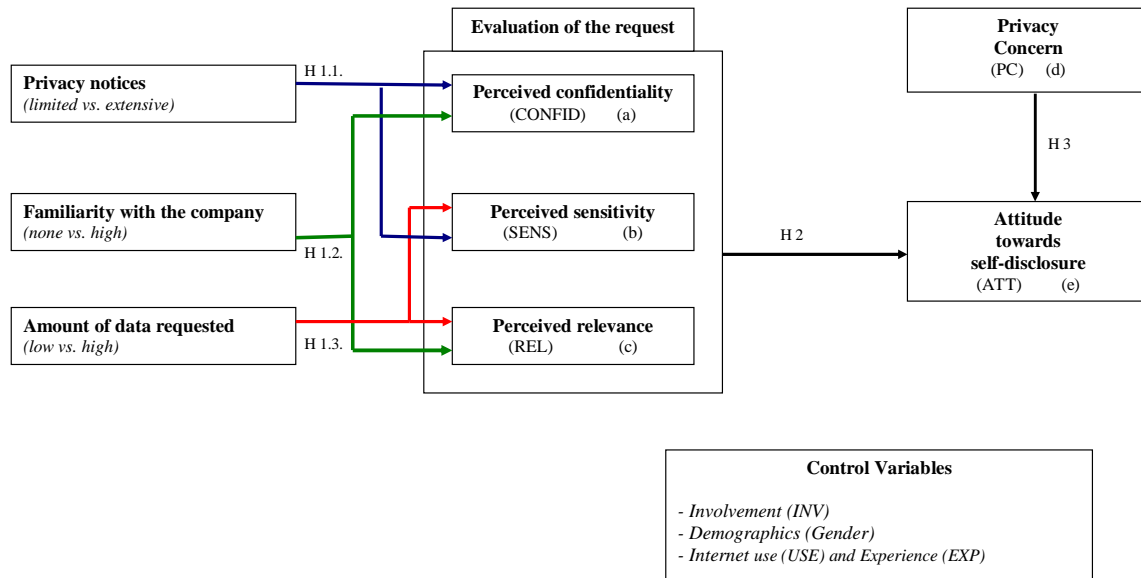 Evaluation of the request
Privacy
Concern
(PC) (d)
H 1.1.
Privacy notices
(limited vs. extensive)
Perceived confidentiality
(CONFID) (a)
H 3
Familiarity with the company
(none vs. high)
H 1.2.
Perceived sensitivity
(SENS) (b)
H 2
Attitude
towards
self-disclosure
(ATT) (e)
Amount of data requested
(low vs. high)
H 1.3.
Perceived relevance
(REL) (c)
Control Variables
- Involvement (INV)
- Demographics (Gender)
- Internet use (USE) and Experience (EXP)